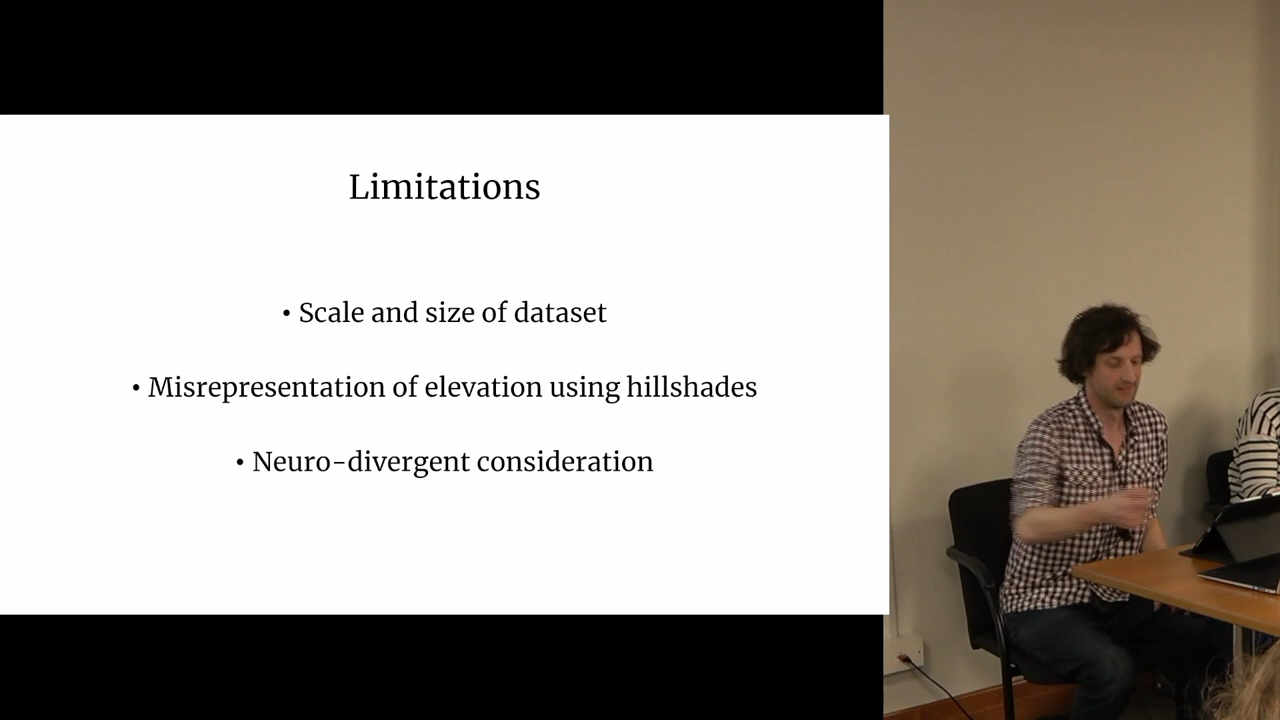 Limitations
• Scale and size of dataset
• Misrepresentation of elevation using hillshades
• Neuro-divergent consideration